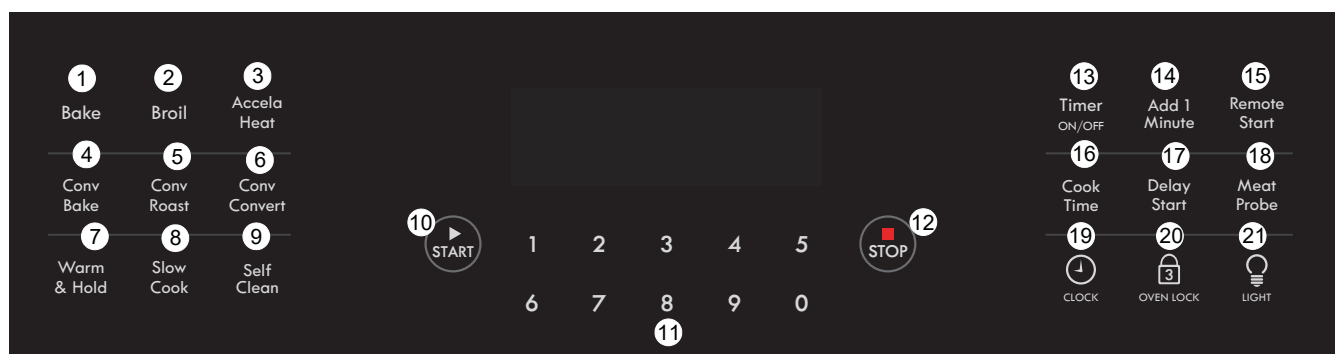 1 2 3
Bake Broil Accela
Heat
4 5 6
Conv Conv Conv
Bake Roast Convert
7 8 9
Warm Slow Self
& Hold Cook Clean
10 START
1 2 3 4 5
6 7 8 9 0
11
12 STOP
13 14 15
Timer Add 1 Remote
ON/OFF Minute Start
16 17 18
Cook Delay Meat
Time Start Probe
19 20 21
3
CLOCK OVEN LOCK LIGHT